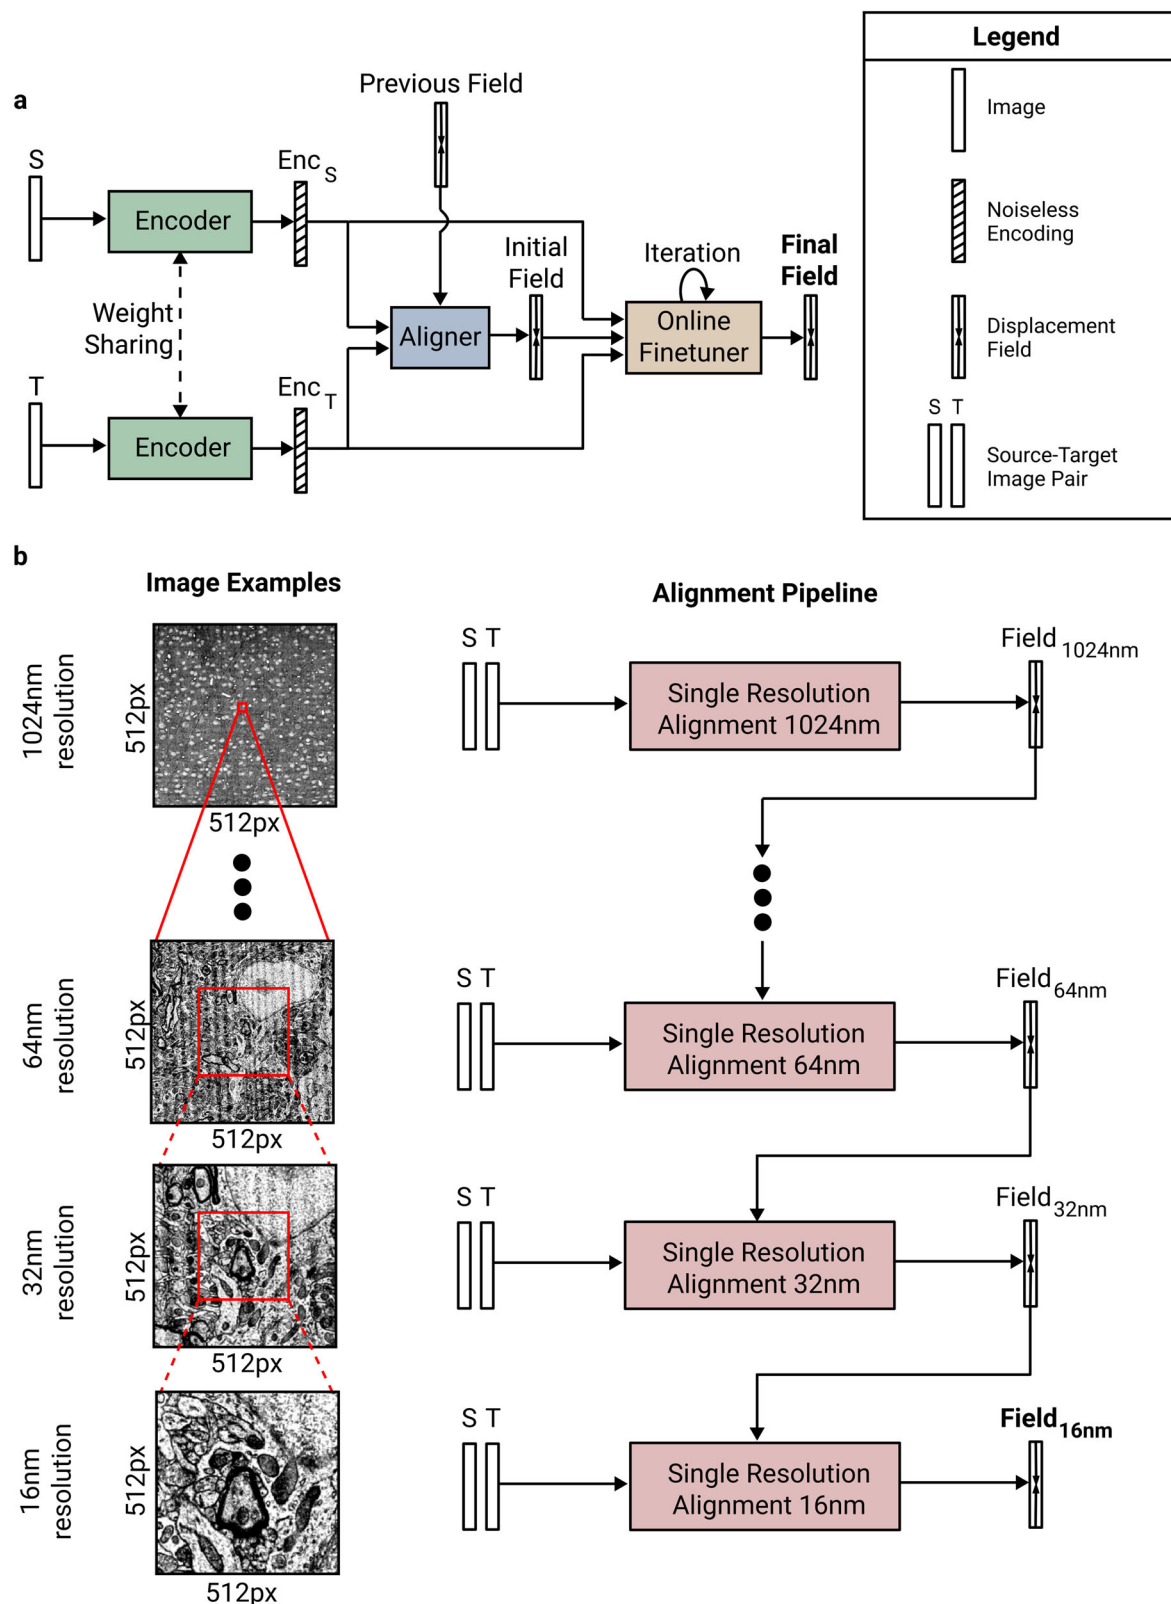 a
Previous Field
S
Enc S
Encoder
Weight
Sharing
Initial
Field
Iteration
Final
Field
Aligner
Online
Finetuner
T
Enc T
Encoder
Legend
Image
Noiseless
Encoding
Displacement
Field
S T
Source-Target
Image Pair
b
Image Examples
Alignment Pipeline
1024nm
resolution
512px
512px
S T
Single Resolution
Alignment 1024nm
Field 1024nm
64nm
resolution
512px
512px
S T
Single Resolution
Alignment 64nm
Field 64nm
32nm
resolution
512px
512px
S T
Single Resolution
Alignment 32nm
Field 32nm
16nm
resolution
512px
512px
S T
Single Resolution
Alignment 16nm
Field 16nm